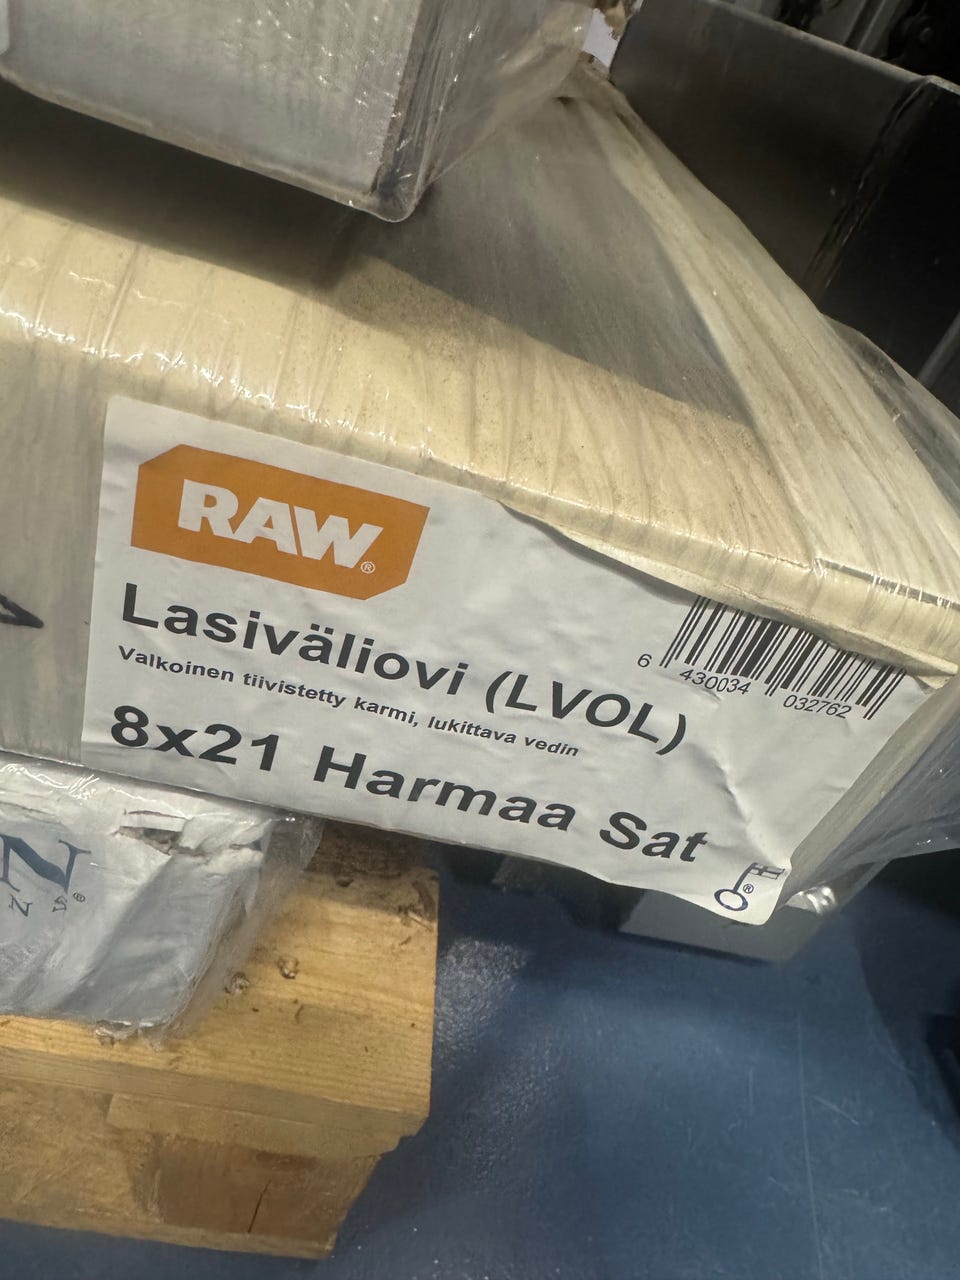 RAW®
Lasiväliovi (LVOL)
Valkoinen tiivistetty karmi, lukittava vedin
8x21 Harmaa Sat
6 430034 032762
®
N®